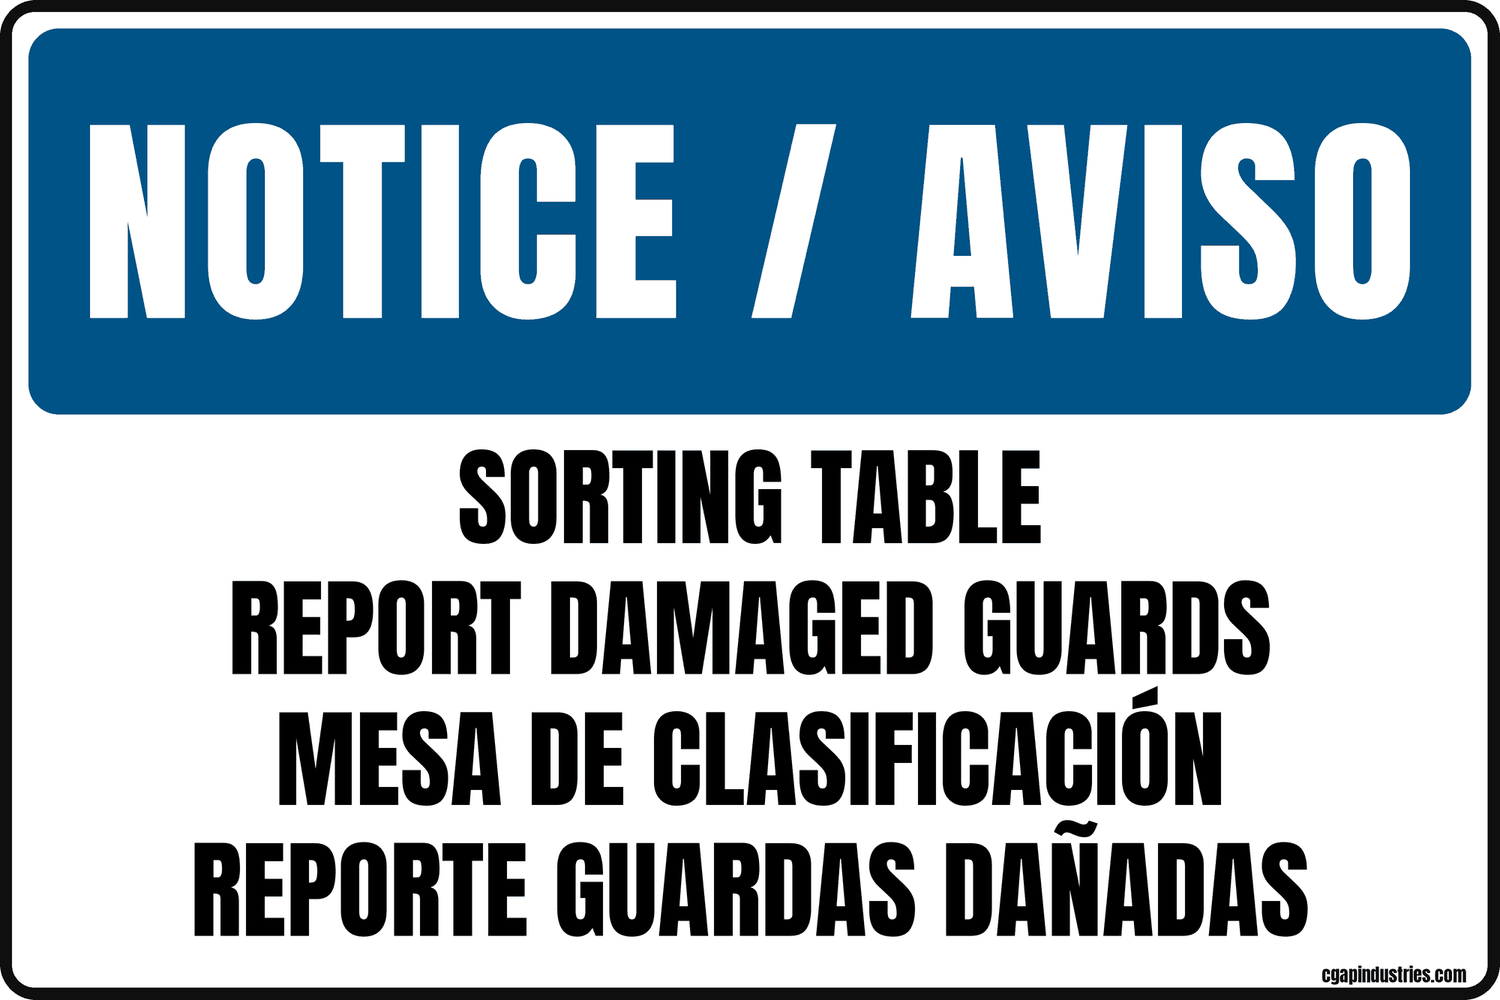 NOTICE / AVISO
SORTING TABLE
REPORT DAMAGED GUARDS
MESA DE CLASIFICACIÓN
REPORTE GUARDAS DAÑADAS
cgapindustries.com